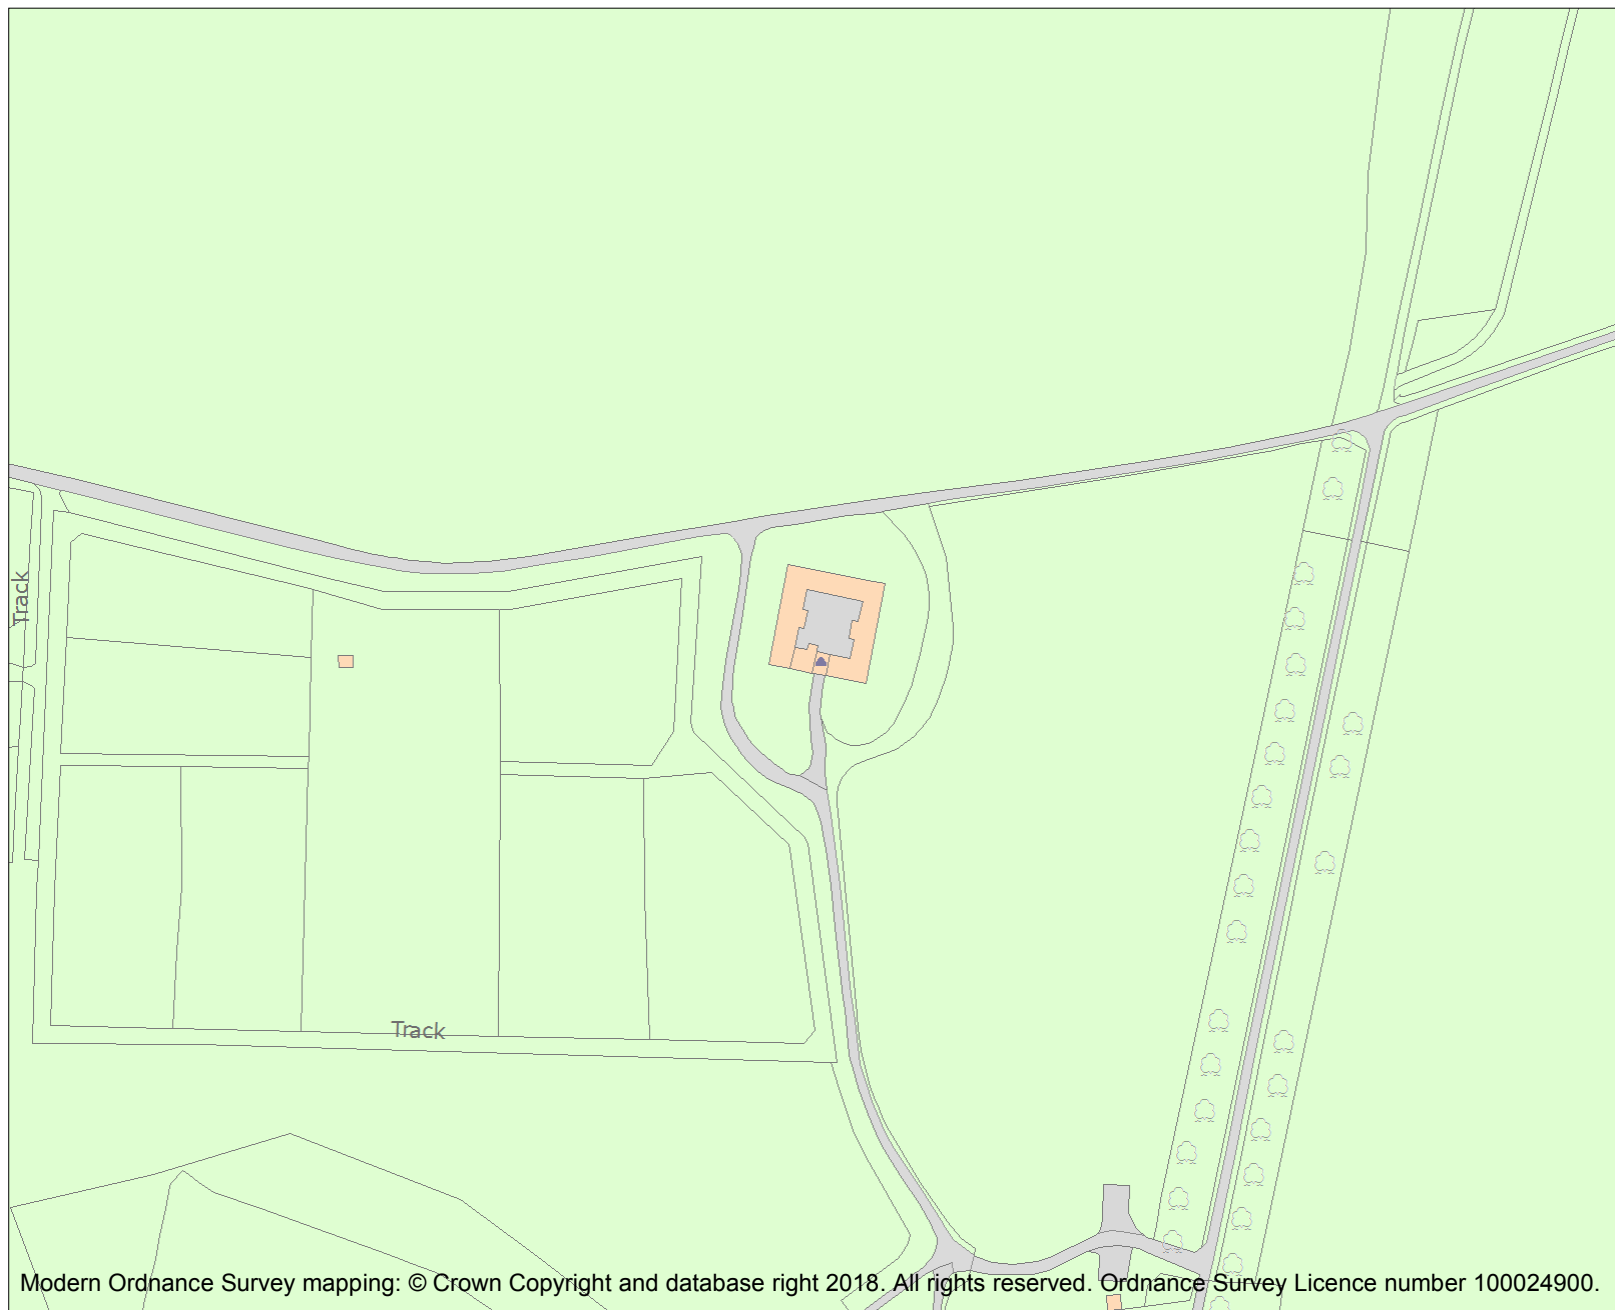 Track
Track
Modern Ordnance Survey mapping: © Crown Copyright and database right 2018. All rights reserved. Ordnance Survey Licence number 100024900.